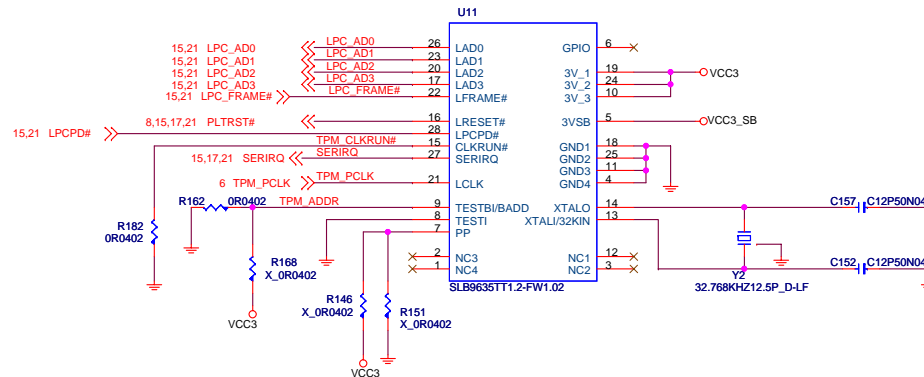 U11
15,21 LPC_AD0 LPC_AD0 26 LAD0 GPIO 6
15,21 LPC_AD1 LPC_AD1 23 LAD1
15,21 LPC_AD2 LPC_AD2 20 LAD2 3V_1 19 VCC3
15,21 LPC_AD3 LPC_AD3 17 LAD3 3V_2 24
15,21 LPC_FRAME# LPC_FRAME# 22 LFRAME# 3V_3 10
8,15,17,21 PLTRST# 16 LRESET# 3VSB 5 VCC3_SB
15,21 LPCPD# 28 LPCPD#
TPM_CLKRUN# 15 CLKRUN# GND1 18
15,17,21 SERIRQ SERIRQ 27 SERIRQ GND2 25
GND3 11
6 TPM_PCLK TPM_PCLK 21 LCLK GND4 4
R162 0R0402 TPM_ADDR 9 TESTBI/BADD XTALO 14 C157 C12P50N04
R182 8 TESTI XTALI/32KIN 13
0R0402 7 PP
R168 2 NC3 NC1 12
X_0R0402 1 NC4 NC2 3 C152 C12P50N04
Y2
SLB9635TT1.2-FW1.02 32.768KHZ12.5P_D-LF
R146
X_0R0402
R151
X_0R0402
VCC3
VCC3